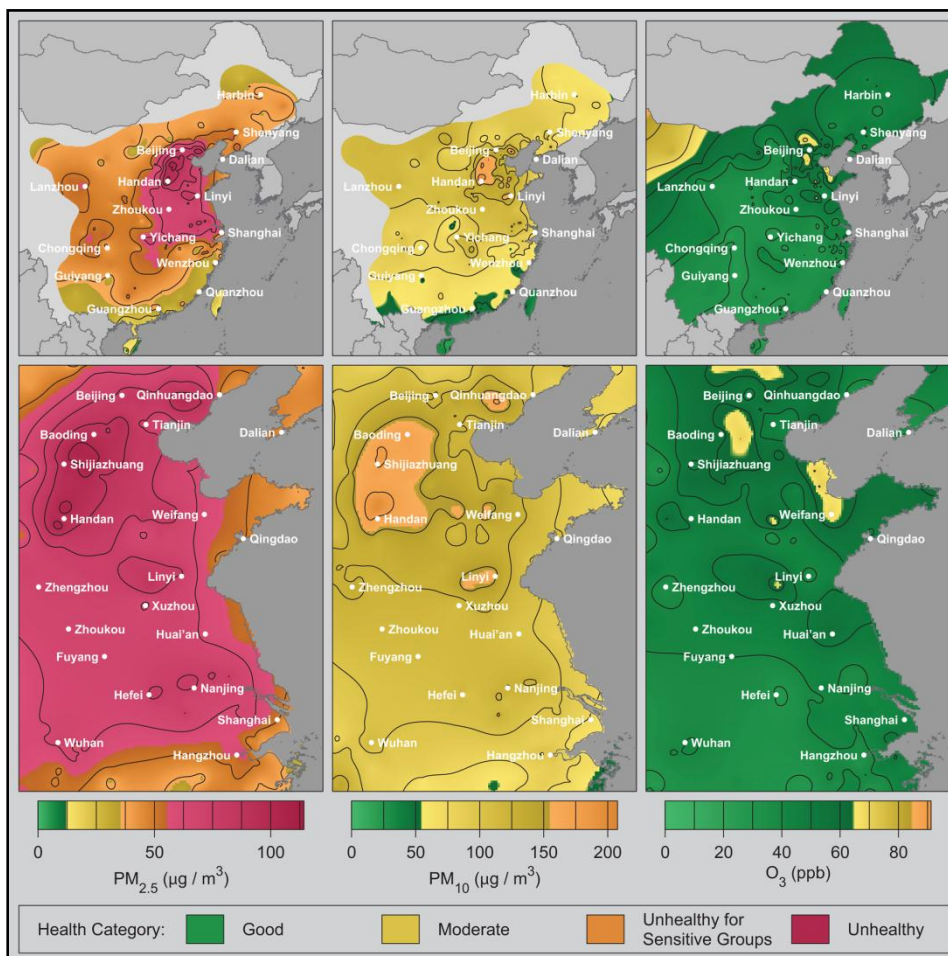 Harbin
Shenyang
Beijing
Dalian
Lanzhou
Handan
Linyi
Zhoukou
Yichang
Shanghai
Chongqing
Wenzhou
Guiyang
Quanzhou
Guangzhou
Harbin
Shenyang
Beijing
Dalian
Lanzhou
Handan
Linyi
Zhoukou
Yichang
Shanghai
Chongqing
Wenzhou
Guiyang
Quanzhou
Guangzhou
Harbin
Shenyang
Beijing
Dalian
Lanzhou
Handan
Linyi
Zhoukou
Yichang
Shanghai
Chongqing
Wenzhou
Guiyang
Quanzhou
Guangzhou
Beijing
Qinhuangdao
Tianjin
Baoding
Dalian
Shijiazhuang
Handan
Weifang
Qingdao
Linyi
Zhengzhou
Xuzhou
Zhoukou
Huai'an
Fuyang
Hefei
Nanjing
Shanghai
Wuhan
Hangzhou
Beijing
Qinhuangdao
Tianjin
Baoding
Dalian
Shijiazhuang
Handan
Weifang
Qingdao
Linyi
Zhengzhou
Xuzhou
Zhoukou
Huai'an
Fuyang
Hefei
Nanjing
Shanghai
Wuhan
Hangzhou
Beijing
Qinhuangdao
Tianjin
Baoding
Dalian
Shijiazhuang
Handan
Weifang
Qingdao
Linyi
Zhengzhou
Xuzhou
Zhoukou
Huai'an
Fuyang
Hefei
Nanjing
Shanghai
Wuhan
Hangzhou
0 50 100
PM2.5 (µg / m³)
0 50 100 150 200
PM10 (µg / m³)
0 20 40 60 80
O3 (ppb)
Health Category: Good Moderate Unhealthy for Sensitive Groups Unhealthy